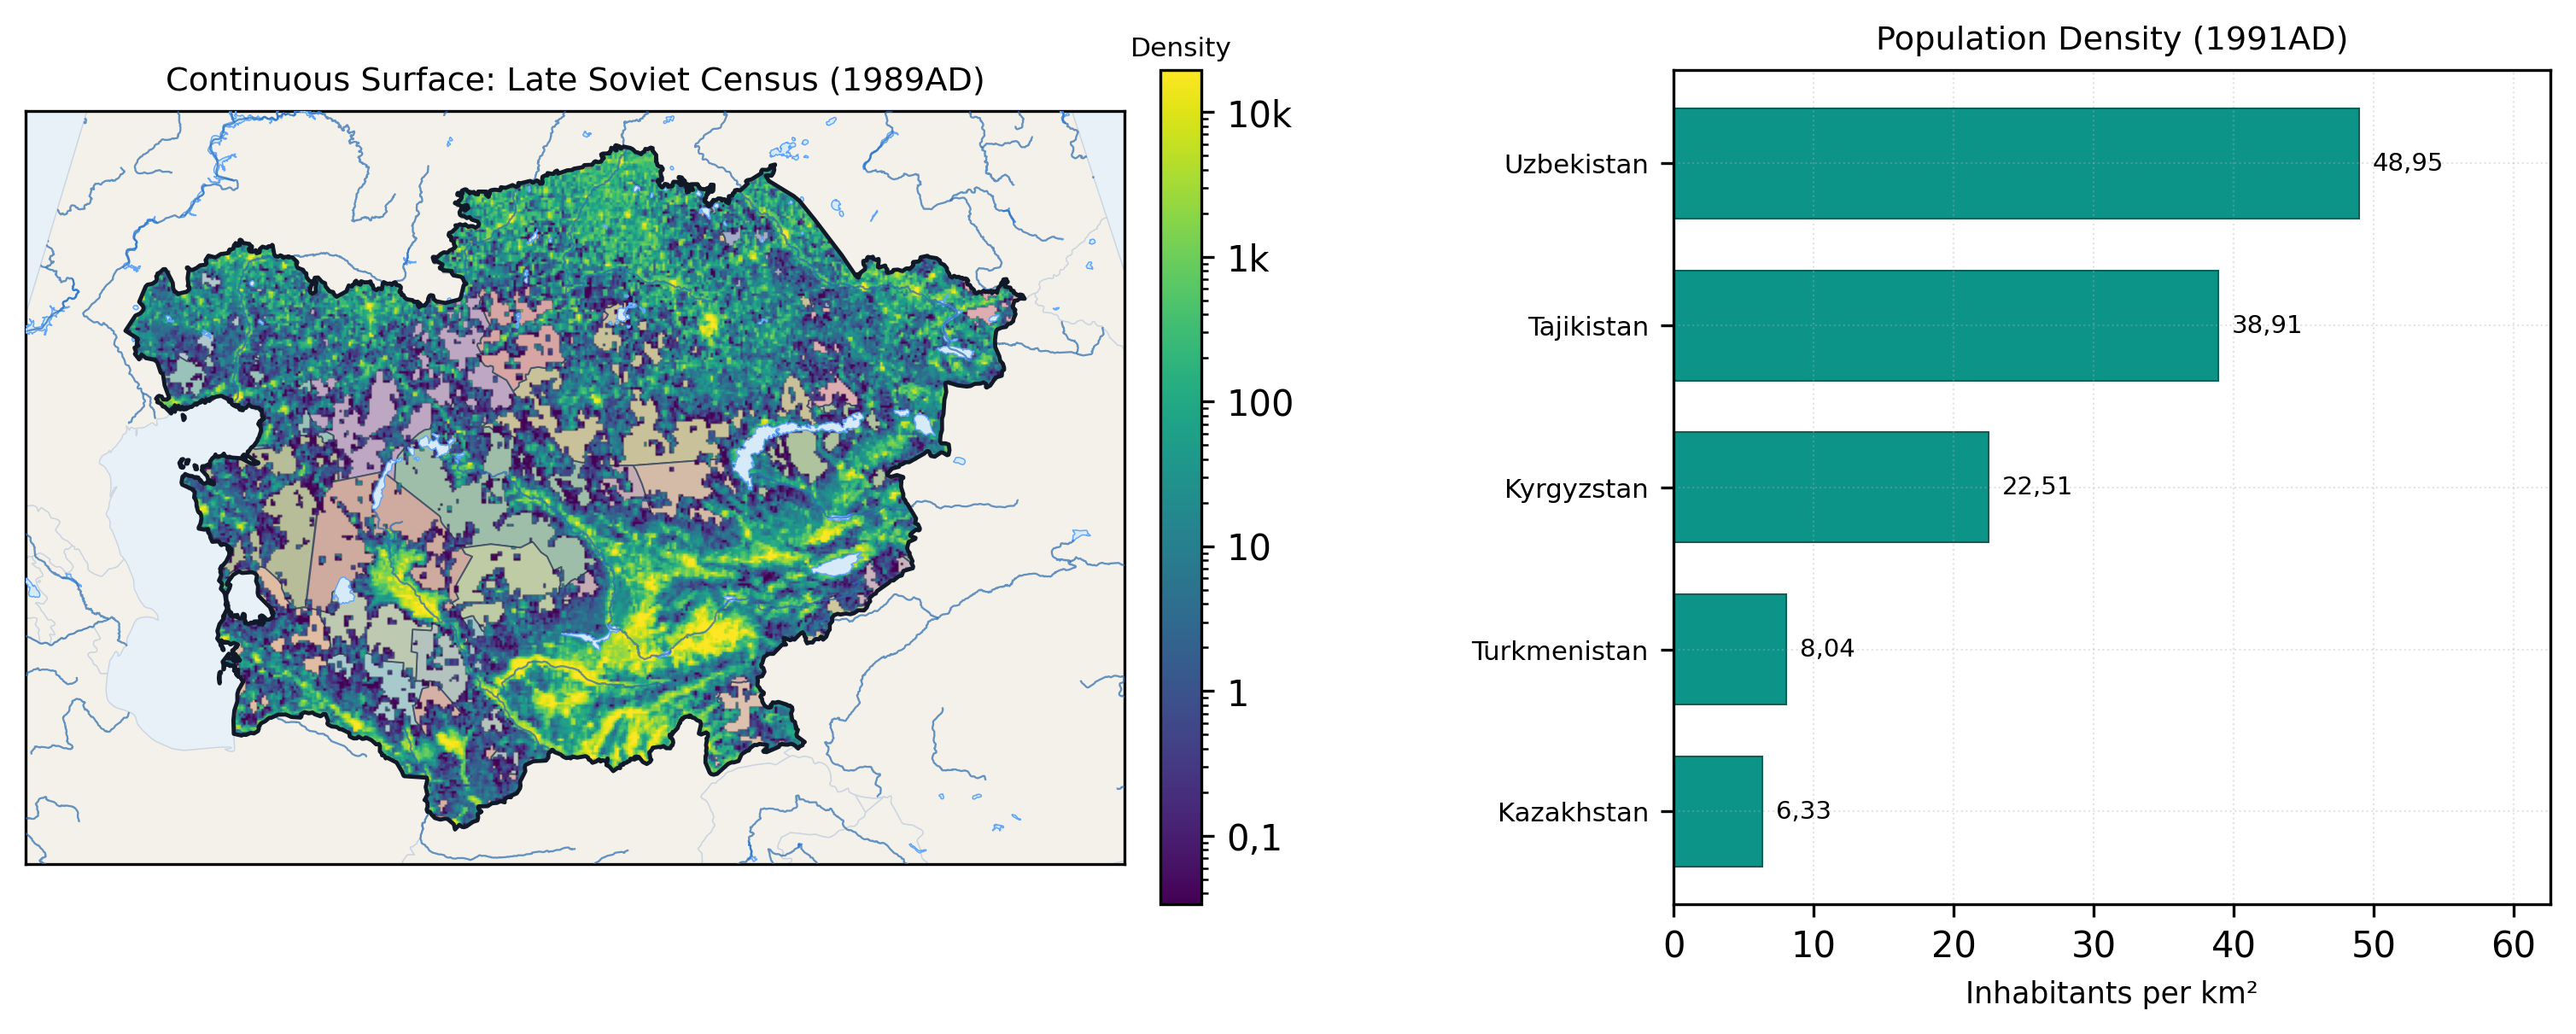 Continuous Surface: Late Soviet Census (1989AD)
Density
10k
1k
100
10
1
0,1
Population Density (1991AD)
Uzbekistan
48,95
Tajikistan
38,91
Kyrgyzstan
22,51
Turkmenistan
8,04
Kazakhstan
6,33
0 10 20 30 40 50 60
Inhabitants per km²